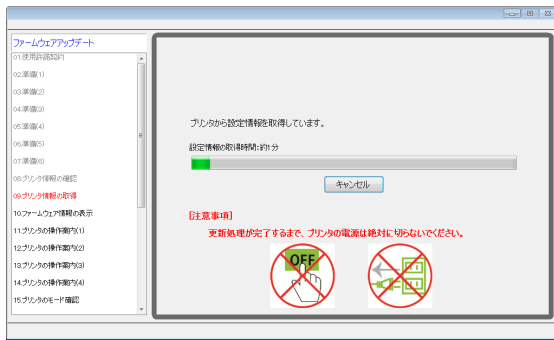 ファームウェアアップデート
01.使用許諾契約
02.準備(1)
03.準備(2)
04.準備(3)
05.準備(4)
06.準備(5)
07.準備(6)
08.プリンタ情報の確認
09.プリンタ情報の取得
10.ファームウェア情報の表示
11.プリンタの操作案内(1)
12.プリンタの操作案内(2)
13.プリンタの操作案内(3)
14.プリンタの操作案内(4)
15.プリンタのモード確認
プリンタから設定情報を取得しています。
設定情報の取得時間:約1分
キャンセル
[注意事項]
更新処理が完了するまで、プリンタの電源は絶対に切らないでください。
OFF